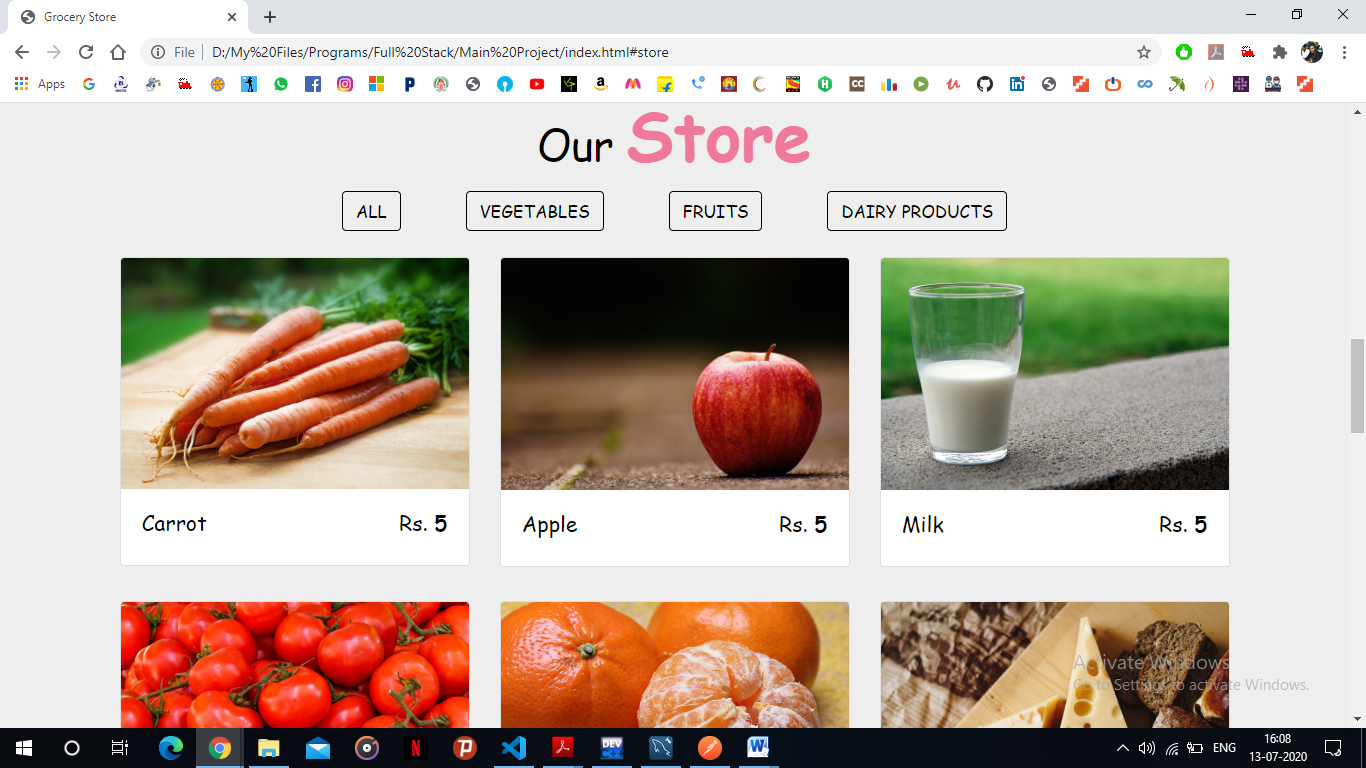 Grocery Store
File D:/My%20Files/Programs/Full%20Stack/Main%20Project/index.html#store
Apps
Our Store
ALL VEGETABLES FRUITS DAIRY PRODUCTS
Carrot Rs. 5 Apple Rs. 5 Milk Rs. 5
Activate Windows
Go to Settings to activate Windows.
ENG 16:08
13-07-2020